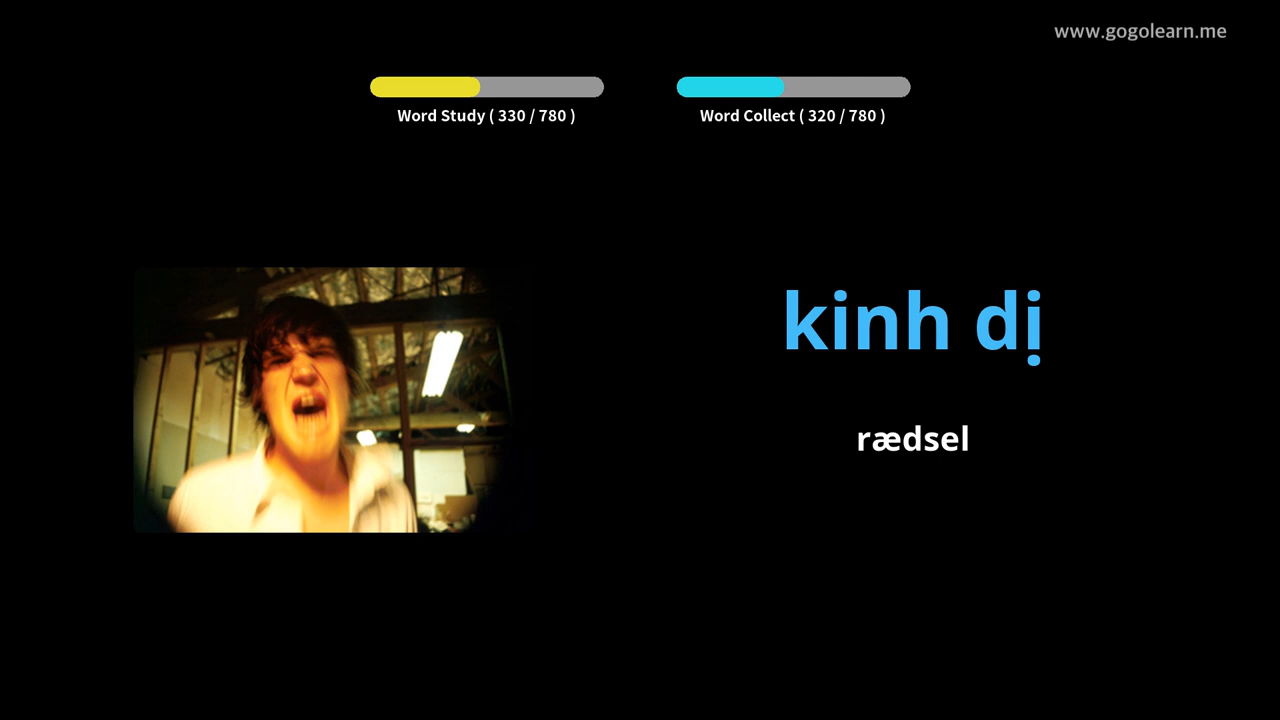 www.gogolearn.me
Word Study ( 330 / 780 )
Word Collect ( 320 / 780 )
kinh dị
rædsel